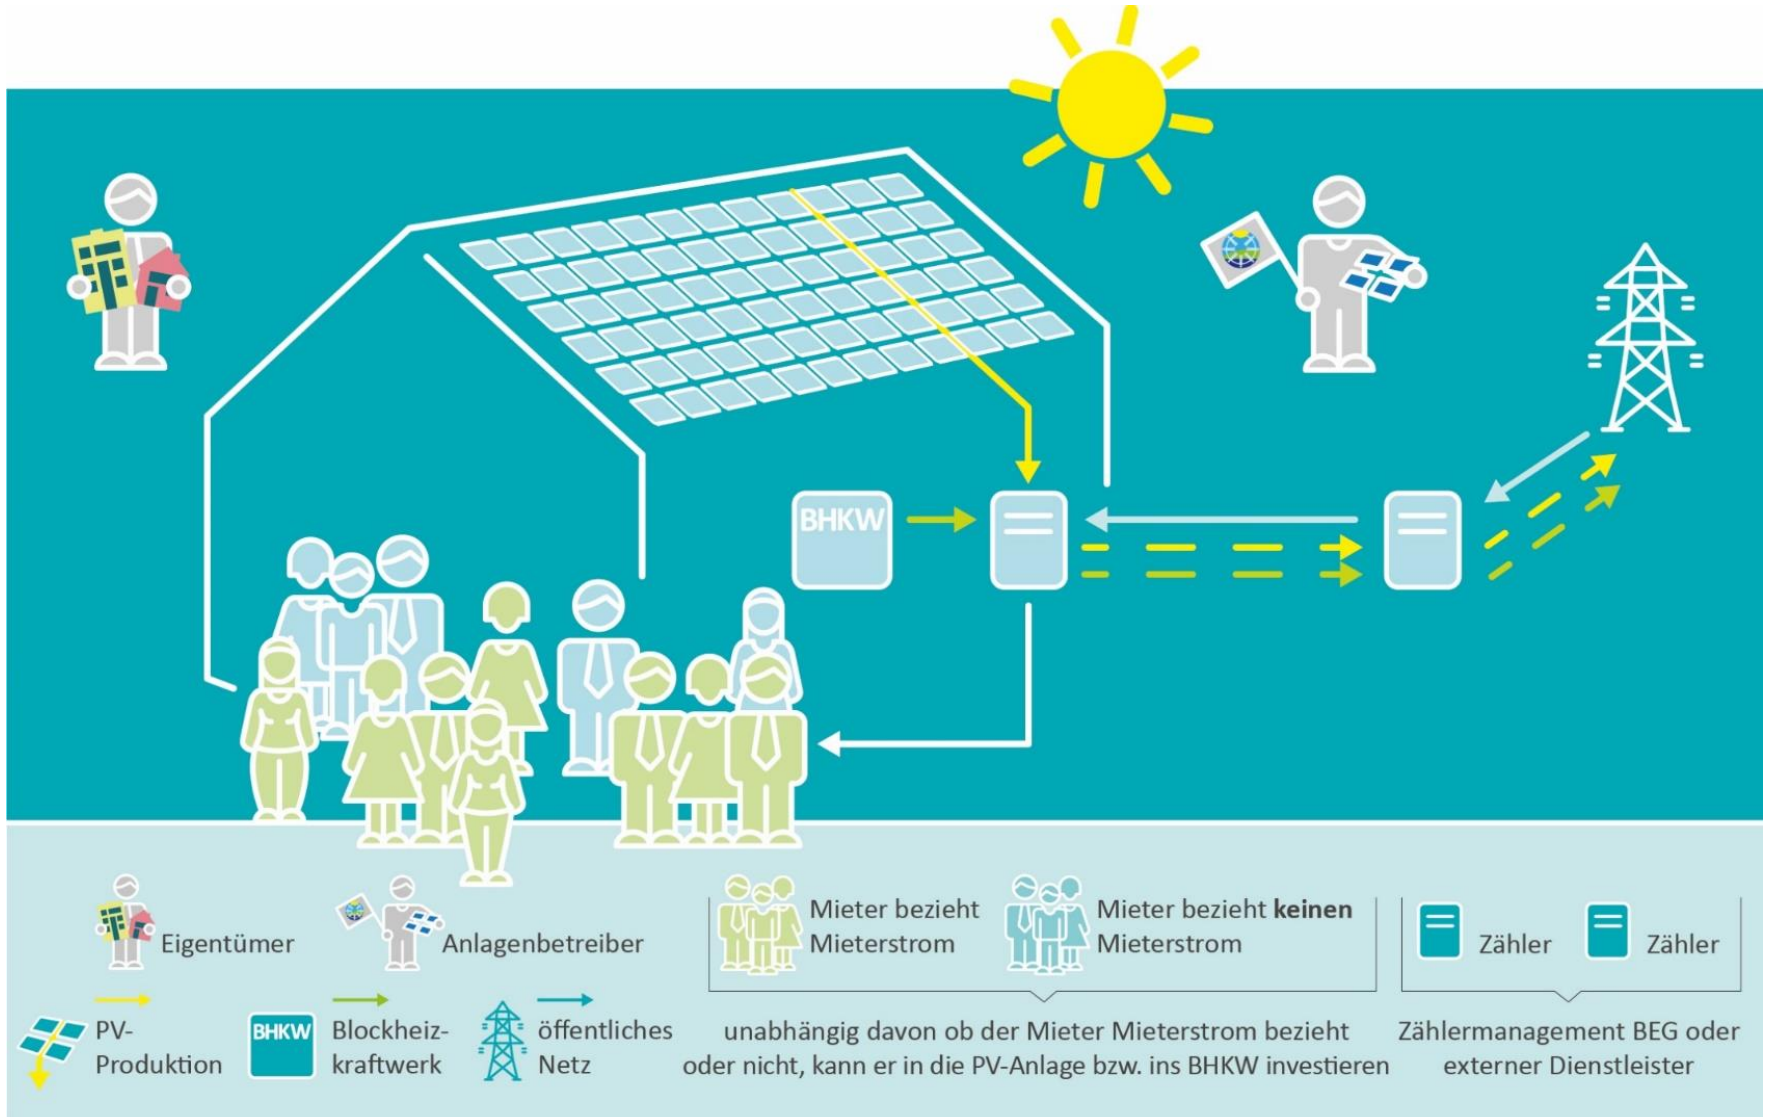 BHKW
Eigentümer
Anlagenbetreiber
Mieter bezieht
Mieterstrom
Mieter bezieht keinen
Mieterstrom
Zähler
Zähler
PV-
Produktion
BHKW
Blockheiz-
kraftwerk
öffentliches
Netz
unabhängig davon ob der Mieter Mieterstrom bezieht
oder nicht, kann er in die PV-Anlage bzw. ins BHKW investieren
Zählermanagement BEG oder
externer Dienstleister